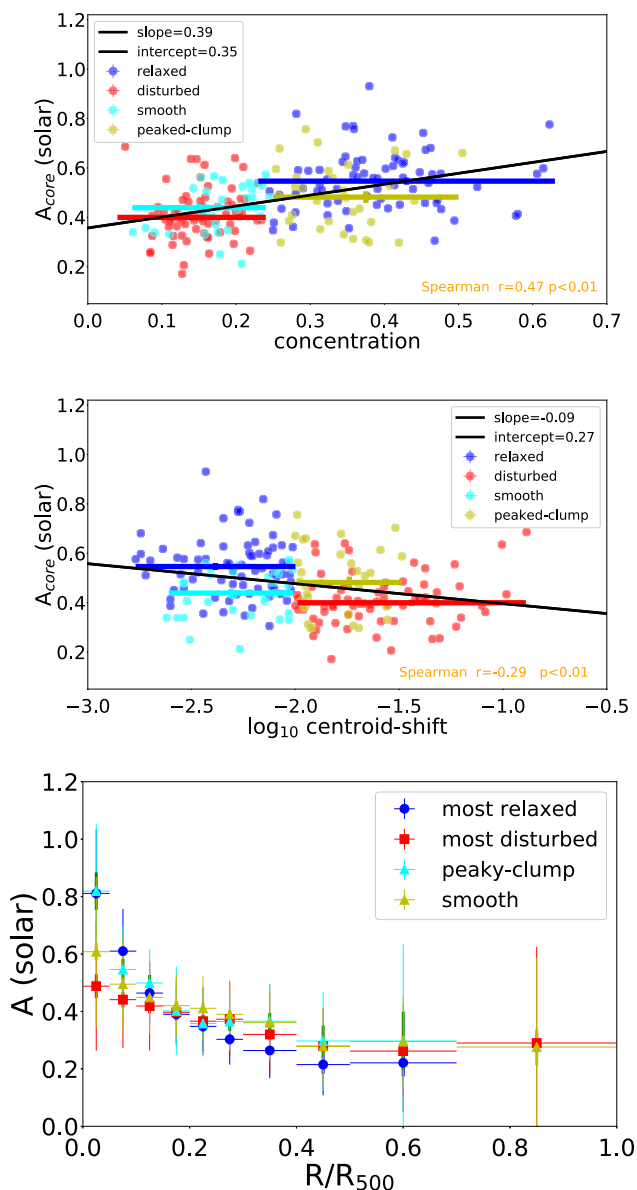 slope=0.39
intercept=0.35
relaxed
disturbed
smooth
peaked-clump
1.2
1.0
0.8
0.6
0.4
0.2
A_core (solar)
Spearman r=0.47 p<0.01
0.0 0.1 0.2 0.3 0.4 0.5 0.6 0.7
concentration
slope=-0.09
intercept=0.27
relaxed
disturbed
smooth
peaked-clump
1.2
1.0
0.8
0.6
0.4
0.2
A_core (solar)
Spearman r=-0.29 p<0.01
−3.0 −2.5 −2.0 −1.5 −1.0 −0.5
log₁₀ centroid-shift
most relaxed
most disturbed
peaky-clump
smooth
1.2
1.0
0.8
0.6
0.4
0.2
0.0
A (solar)
0.0 0.2 0.4 0.6 0.8 1.0
R/R₅₀₀